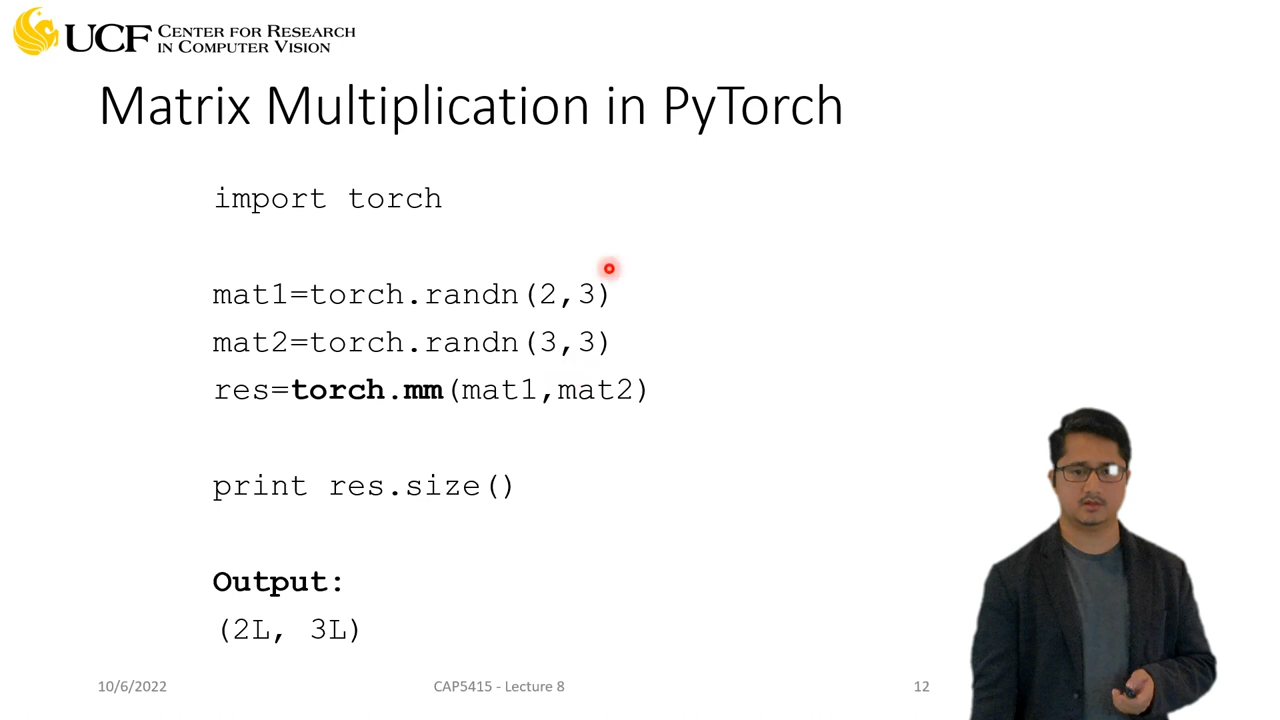 UCF CENTER FOR RESEARCH
IN COMPUTER VISION
Matrix Multiplication in PyTorch
import torch
mat1=torch.randn(2,3)
mat2=torch.randn(3,3)
res=torch.mm(mat1,mat2)
print res.size()
Output:
(2L, 3L)
10/6/2022
CAP5415 - Lecture 8
12